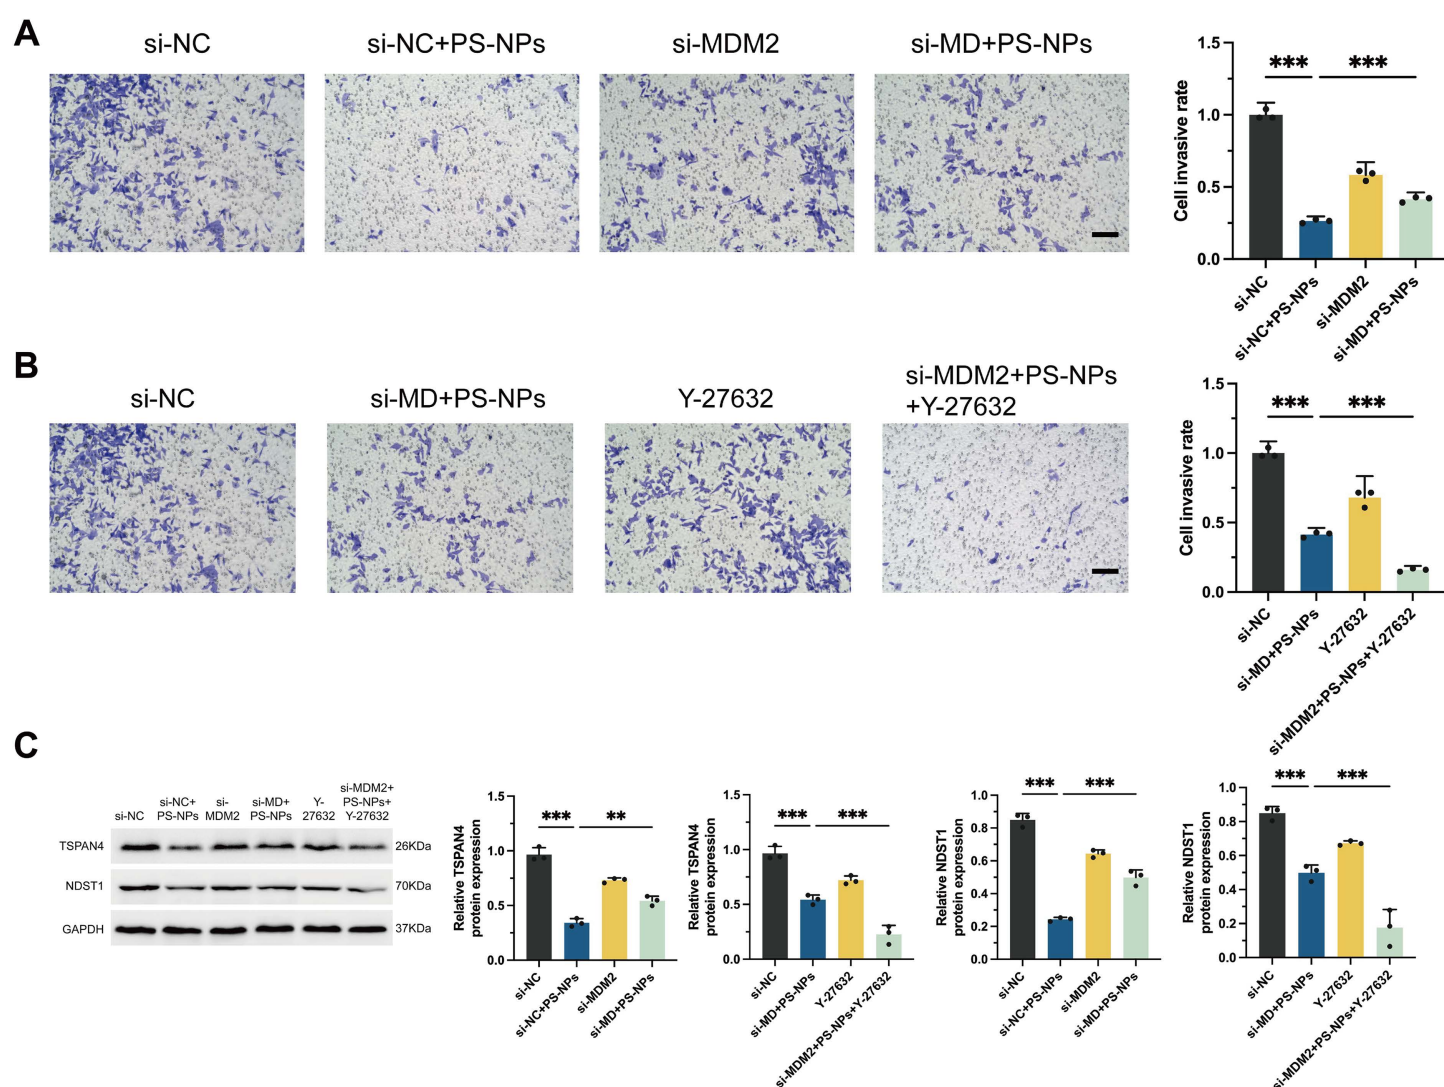 A
si-NC
si-NC+PS-NPs
si-MDM2
si-MD+PS-NPs
Cell invasive rate
1.5
1.0
0.5
0.0
***
***
si-NC
si-NC+PS-NPs
si-MDM2
si-MD+PS-NPs
B
si-NC
si-MD+PS-NPs
Y-27632
si-MDM2+PS-NPs
+Y-27632
Cell invasive rate
1.5
1.0
0.5
0.0
***
***
si-NC
si-MD+PS-NPs
Y-27632
si-MDM2+PS-NPs+Y-27632
C
si-NC
si-NC+
PS-NPs
si-
MDM2
si-MD+
PS-NPs
Y-
27632
si-MDM2+
PS-NPs+
Y-27632
TSPAN4
26KDa
NDST1
70KDa
GAPDH
37KDa
Relative TSPAN4
protein expression
1.5
1.0
0.5
0.0
***
**
si-NC
si-NC+PS-NPs
si-MDM2
si-MD+PS-NPs
Relative TSPAN4
protein expression
1.5
1.0
0.5
0.0
***
***
si-NC
si-MD+PS-NPs
Y-27632
si-MDM2+PS-NPs+Y-27632
Relative NDST1
protein expression
1.0
0.8
0.6
0.4
0.2
0.0
***
***
si-NC
si-NC+PS-NPs
si-MDM2
si-MD+PS-NPs
Relative NDST1
protein expression
1.0
0.8
0.6
0.4
0.2
0.0
***
***
si-NC
si-MD+PS-NPs
Y-27632
si-MDM2+PS-NPs+Y-27632